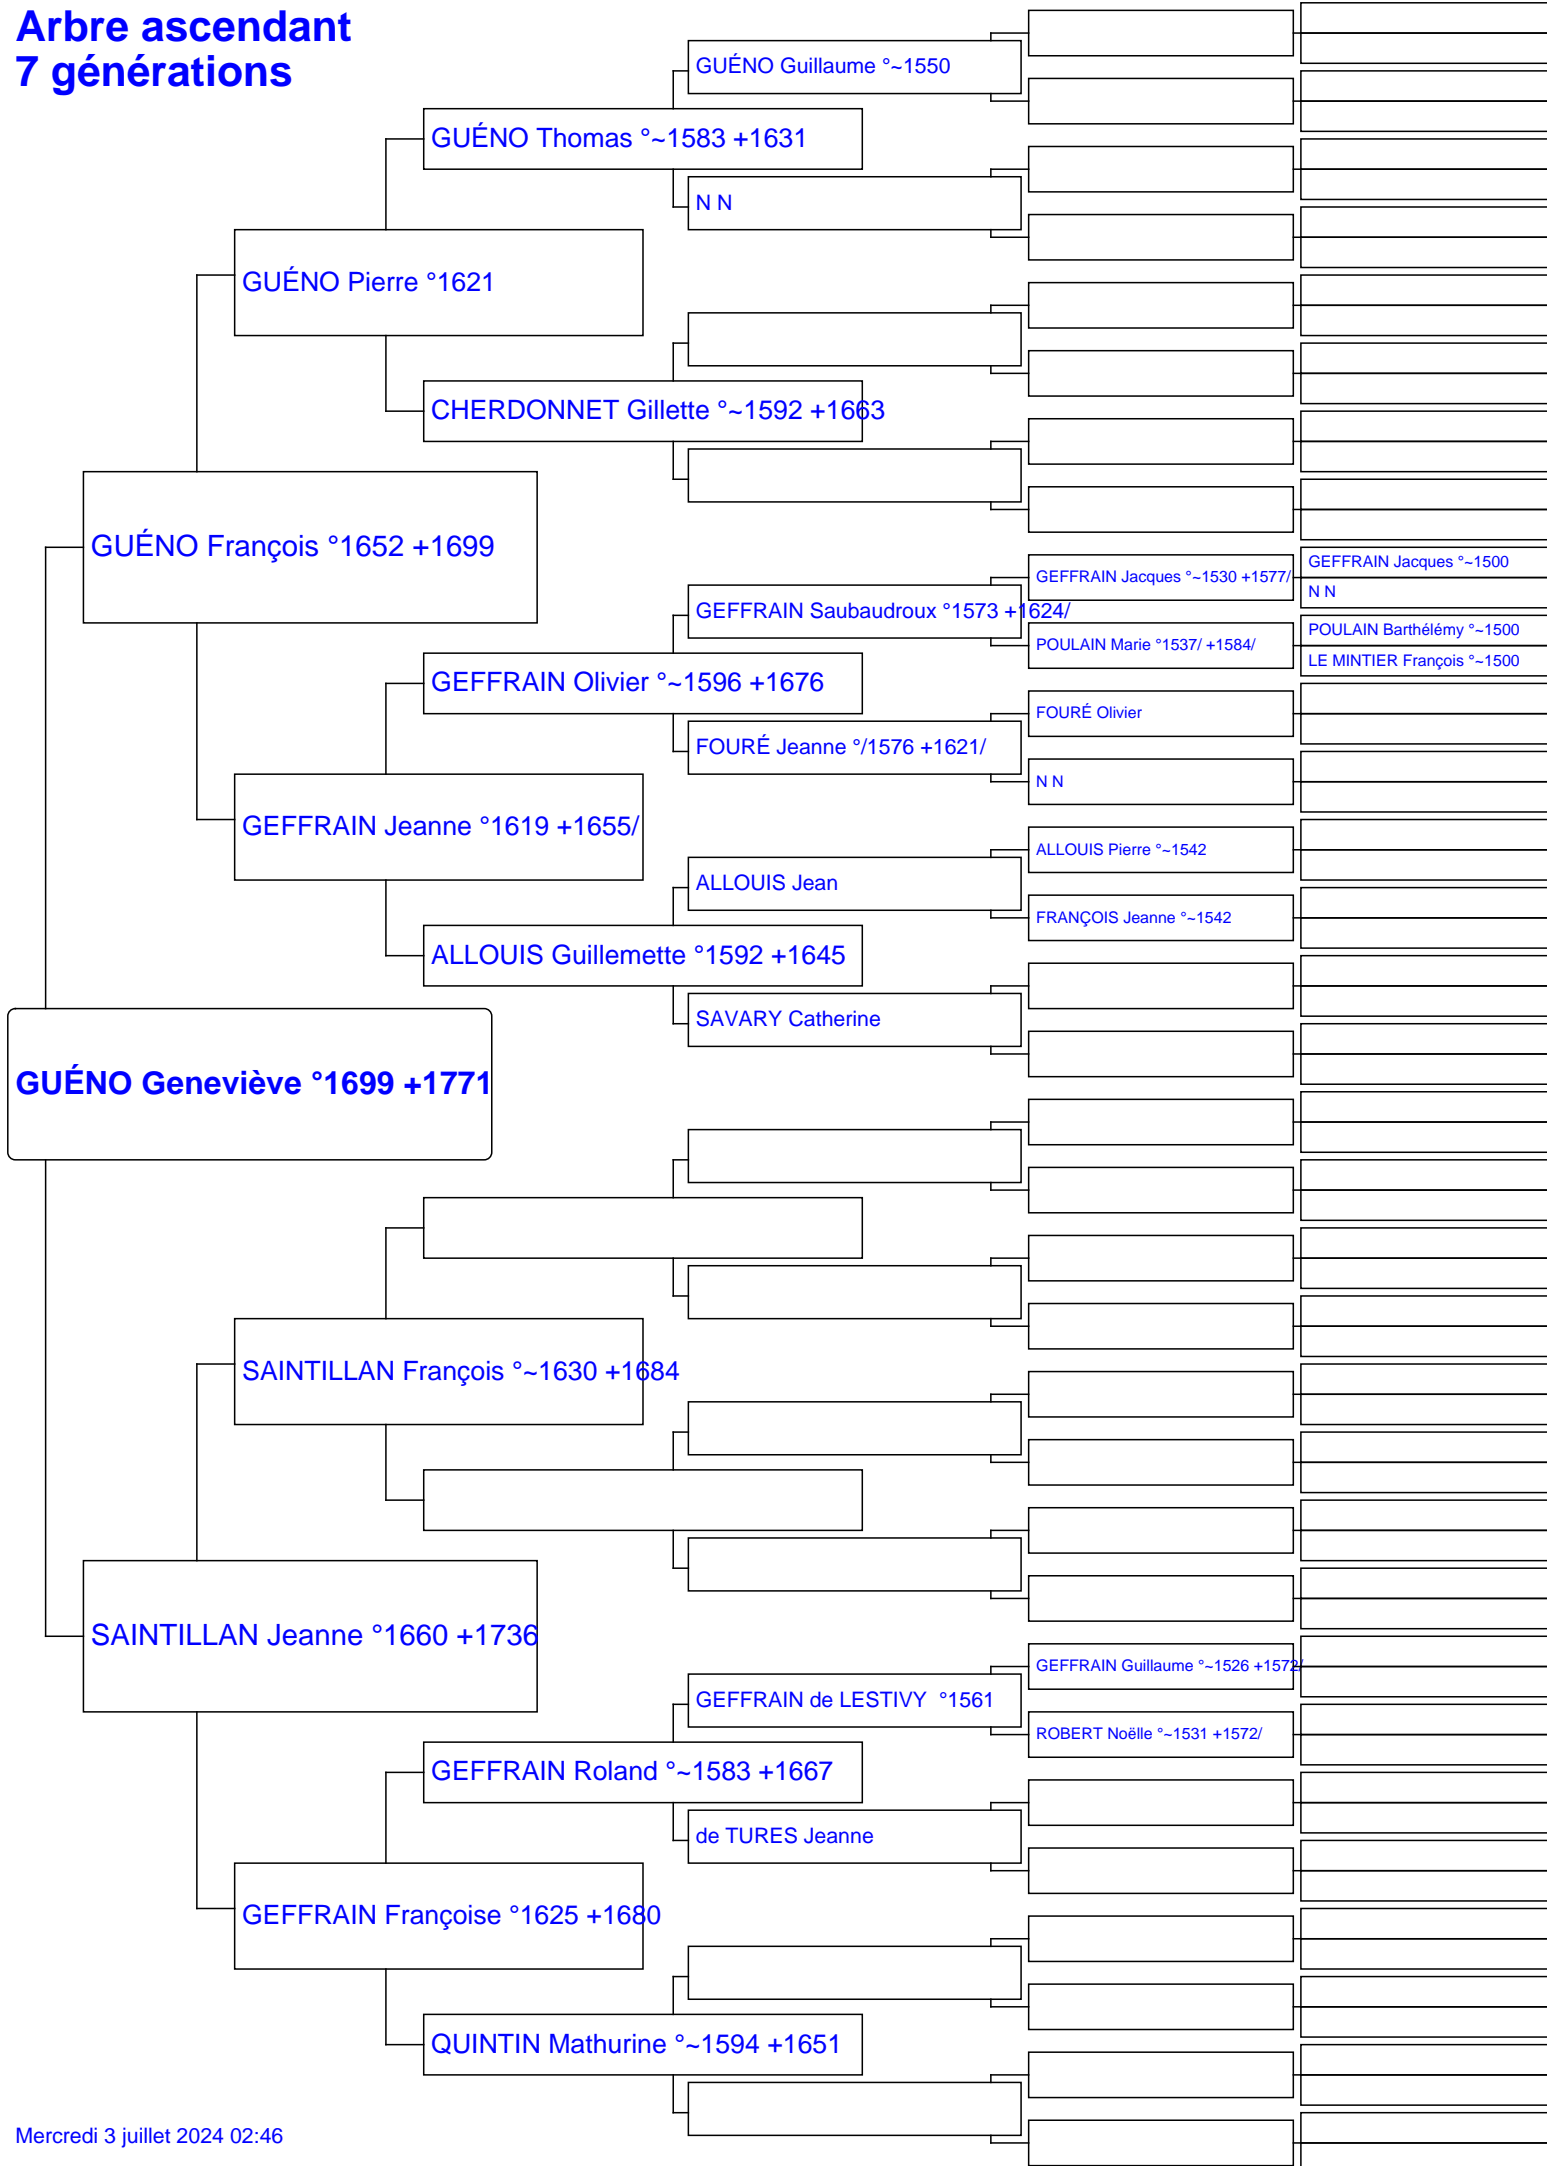 Arbre ascendant
7 générations
GUÉNO Guillaume °~1550
GUÉNO Thomas °~1583 +1631
N N
GUÉNO Pierre °1621
CHERDONNET Gillette °~1592 +1663
GUÉNO François °1652 +1699
GEFFRAIN Jacques °~1500
GEFFRAIN Jacques °~1530 +1577/
N N
GEFFRAIN Saubaudroux °1573 +1624/
POULAIN Barthélémy °~1500
POULAIN Marie °1537/ +1584/
LE MINTIER François °~1500
GEFFRAIN Olivier °~1596 +1676
FOURÉ Olivier
FOURÉ Jeanne °/1576 +1621/
N N
GEFFRAIN Jeanne °1619 +1655/
ALLOUIS Pierre °~1542
ALLOUIS Jean
FRANÇOIS Jeanne °~1542
ALLOUIS Guillemette °1592 +1645
SAVARY Catherine
GUÉNO Geneviève °1699 +1771
SAINTILLAN François °~1630 +1684
SAINTILLAN Jeanne °1660 +1736
GEFFRAIN Guillaume °~1526 +1572/
GEFFRAIN de LESTIVY  °1561
ROBERT Noëlle °~1531 +1572/
GEFFRAIN Roland °~1583 +1667
de TURES Jeanne
GEFFRAIN Françoise °1625 +1680
QUINTIN Mathurine °~1594 +1651
Mercredi 3 juillet 2024 02:46